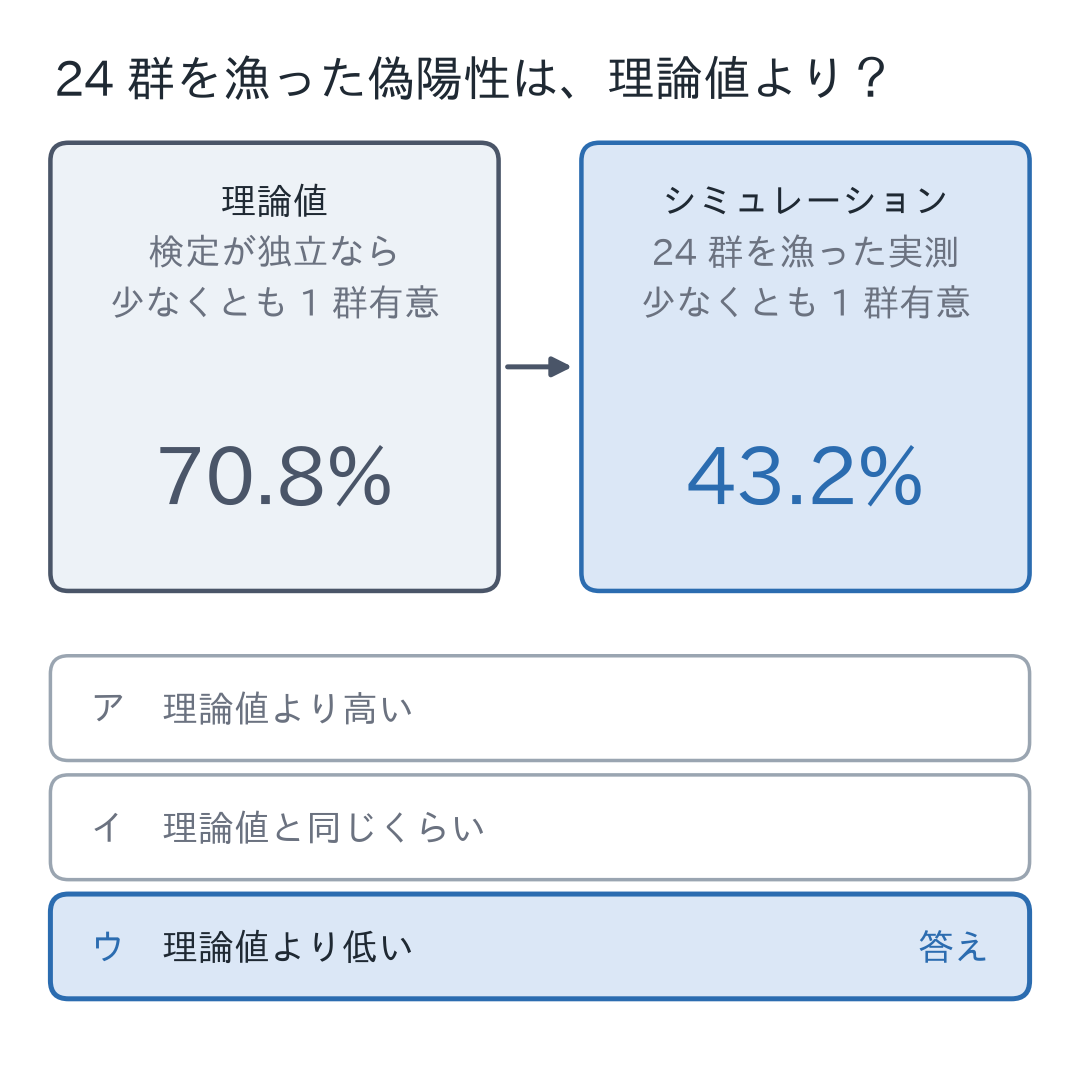 24 群を漁った偽陽性は、理論値より？
理論値
検定が独立なら
少なくとも 1 群有意
70.8%
シミュレーション
24 群を漁った実測
少なくとも 1 群有意
43.2%
ア 理論値より高い
イ 理論値と同じくらい
ウ 理論値より低い 答え